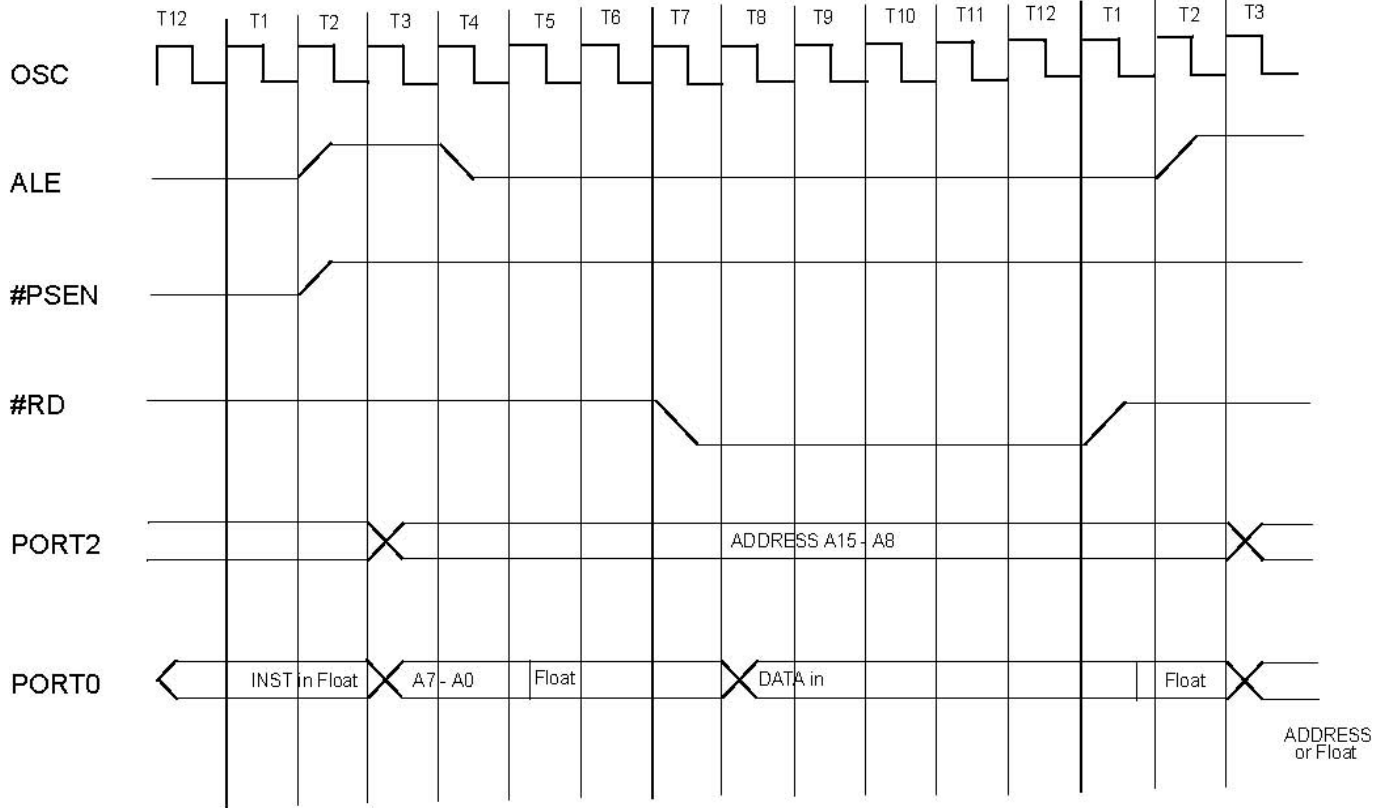 T12 T1 T2 T3 T4 T5 T6 T7 T8 T9 T10 T11 T12 T1 T2 T3
OSC
ALE
#PSEN
#RD
PORT2 ADDRESS A15 - A8
PORT0 INST in Float A7 - A0 Float DATA in Float
ADDRESS
or Float